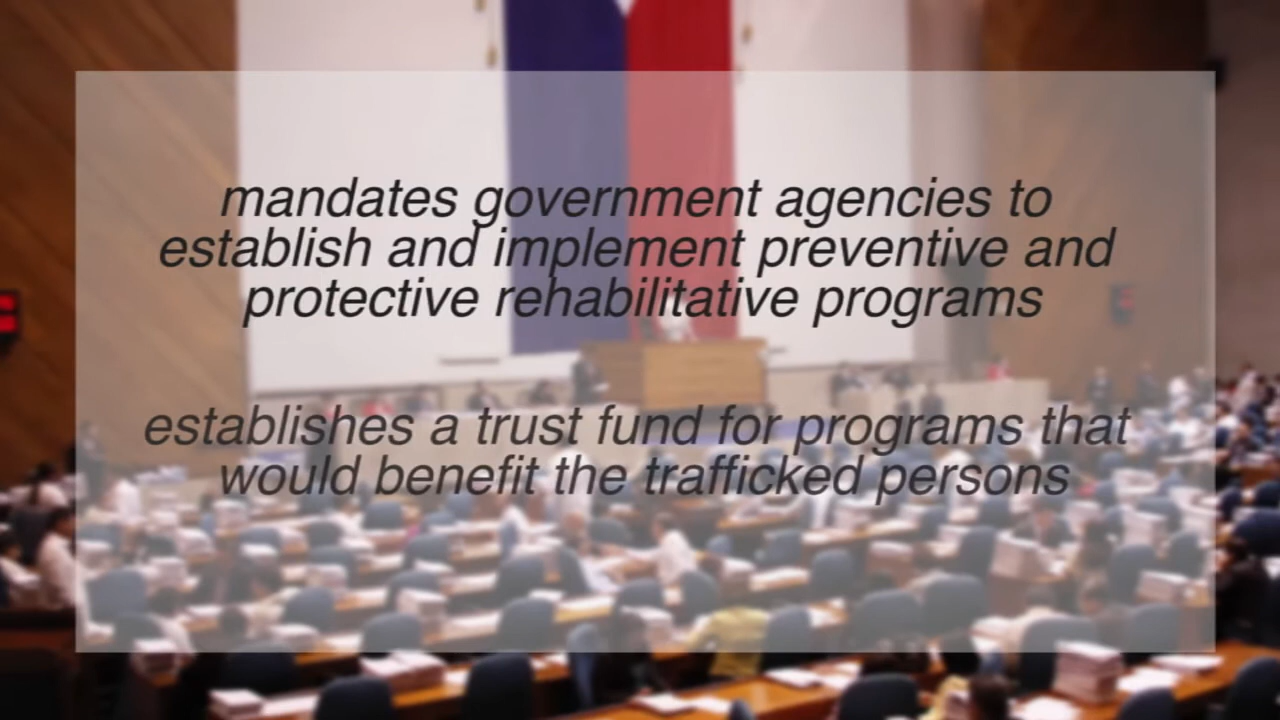 mandates government agencies to
establish and implement preventive and
protective rehabilitative programs
establishes a trust fund for programs that
would benefit the trafficked persons